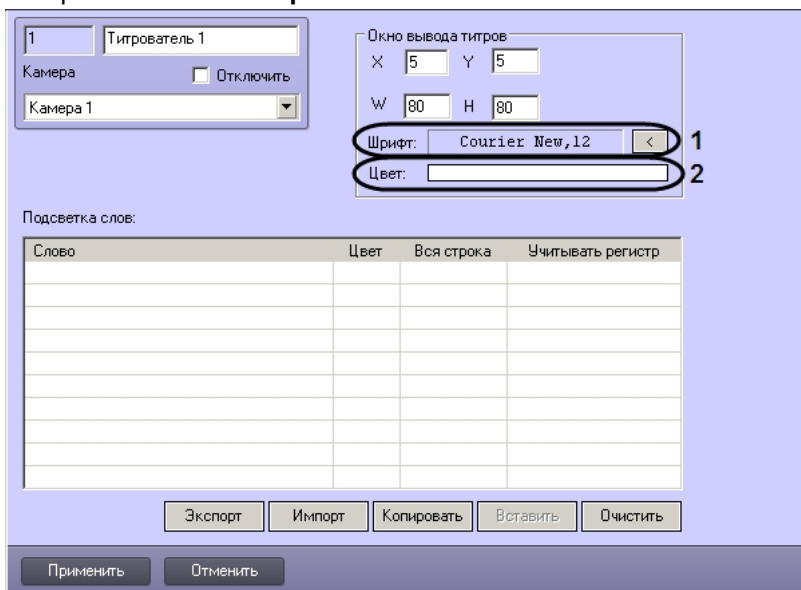 1 Титрователь 1
Камера Отключить
Камера 1
Окно вывода титров
X 5 Y 5
W 80 H 80
Шрифт: Courier New,12 < 1
Цвет: 2
Подсветка слов:
Слово Цвет Вся строка Учитывать регистр
Экспорт Импорт Копировать Вставить Очистить
Применить Отменить